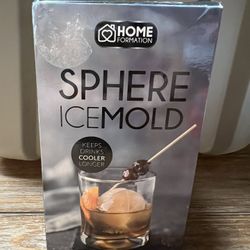 HOME
FORMATION
SPHERE
ICEMOLD
KEEPS
DRINKS
COOLER
LONGER